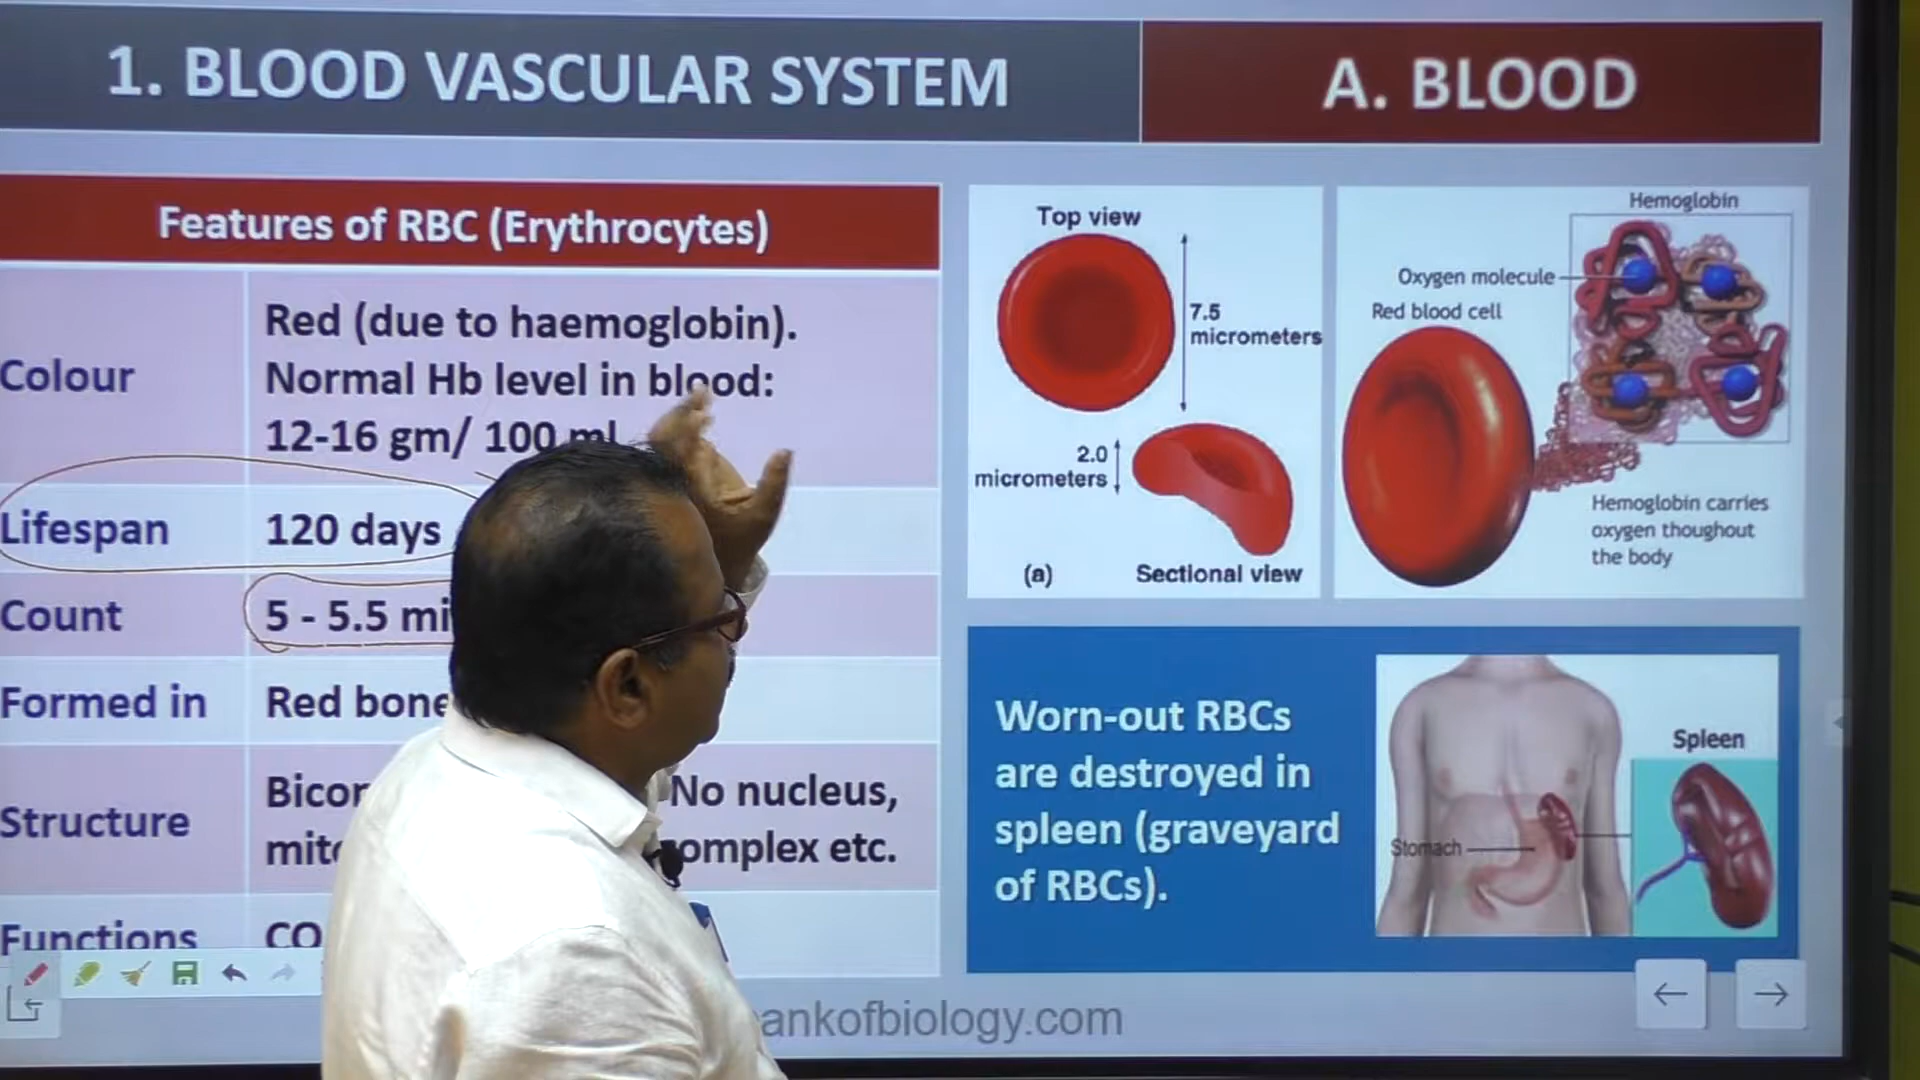 1. BLOOD VASCULAR SYSTEM
A. BLOOD
Features of RBC (Erythrocytes)
Colour
Red (due to haemoglobin).
Normal Hb level in blood:
12-16 gm/ 100 ml
Lifespan
120 days
Count
5 - 5.5
Formed in
Red bone
Structure
No nucleus,
etc.
Functions
CO
Top view
7.5
micrometers
2.0
micrometers
(a)
Sectional view
Hemoglobin
Oxygen molecule
Red blood cell
Hemoglobin carries
oxygen thoughout
the body
Worn-out RBCs
are destroyed in
spleen (graveyard
of RBCs).
Spleen
Stomach
ankofbiology.com